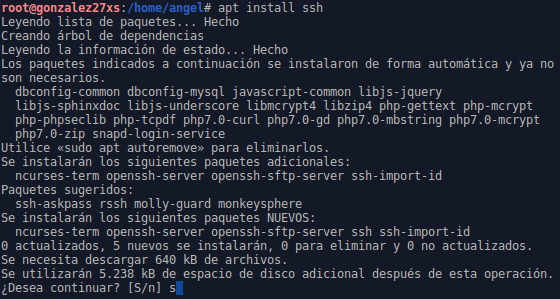 root@gonzalez27xs:/home/angel# apt install ssh
Leyendo lista de paquetes... Hecho
Creando árbol de dependencias
Leyendo la información de estado... Hecho
Los paquetes indicados a continuación se instalaron de forma automática y ya no
son necesarios.
  dbconfig-common dbconfig-mysql javascript-common libjs-jquery
  libjs-sphinxdoc libjs-underscore libmcrypt4 libzip4 php-gettext php-mcrypt
  php-phpseclib php-tcpdf php7.0-curl php7.0-gd php7.0-mbstring php7.0-mcrypt
  php7.0-zip snapd-login-service
Utilice «sudo apt autoremove» para eliminarlos.
Se instalarán los siguientes paquetes adicionales:
  ncurses-term openssh-server openssh-sftp-server ssh-import-id
Paquetes sugeridos:
  ssh-askpass rssh molly-guard monkeysphere
Se instalarán los siguientes paquetes NUEVOS:
  ncurses-term openssh-server openssh-sftp-server ssh ssh-import-id
0 actualizados, 5 nuevos se instalarán, 0 para eliminar y 0 no actualizados.
Se necesita descargar 640 kB de archivos.
Se utilizarán 5.238 kB de espacio de disco adicional después de esta operación.
¿Desea continuar? [S/n] s